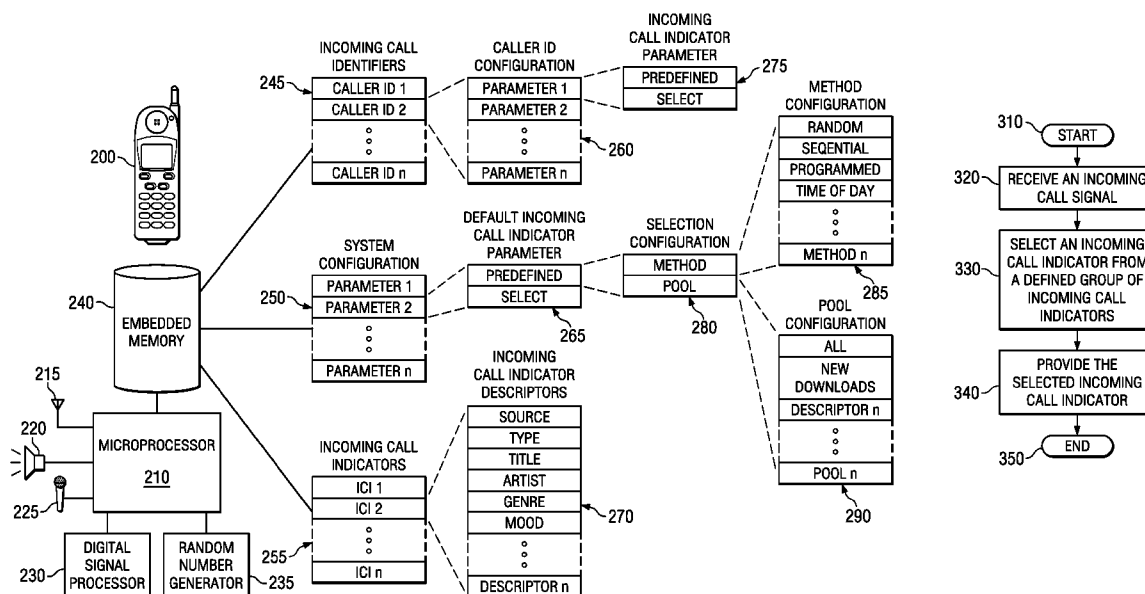 INCOMING CALL
IDENTIFIERS
245
CALLER ID 1
CALLER ID 2
CALLER ID n
CALLER ID
CONFIGURATION
PARAMETER 1
PARAMETER 2
PARAMETER n
260
INCOMING
CALL INDICATOR
PARAMETER
PREDEFINED
SELECT
275
METHOD
CONFIGURATION
RANDOM
SEQENTIAL
PROGRAMMED
TIME OF DAY
METHOD n
285
200
240
EMBEDDED
MEMORY
SYSTEM
CONFIGURATION
250
PARAMETER 1
PARAMETER 2
PARAMETER n
DEFAULT INCOMING
CALL INDICATOR
PARAMETER
PREDEFINED
SELECT
265
SELECTION
CONFIGURATION
METHOD
POOL
280
POOL
CONFIGURATION
ALL
NEW
DOWNLOADS
DESCRIPTOR n
POOL n
290
215
220
225
MICROPROCESSOR
210
DIGITAL
SIGNAL
PROCESSOR
230
RANDOM
NUMBER
GENERATOR
235
INCOMING CALL
INDICATORS
ICI 1
ICI 2
ICI n
255
INCOMING
CALL INDICATOR
DESCRIPTORS
SOURCE
TYPE
TITLE
ARTIST
GENRE
MOOD
DESCRIPTOR n
270
310
START
320
RECEIVE AN INCOMING
CALL SIGNAL
330
SELECT AN INCOMING
CALL INDICATOR FROM
A DEFINED GROUP OF
INCOMING CALL
INDICATORS
340
PROVIDE THE
SELECTED INCOMING
CALL INDICATOR
350
END